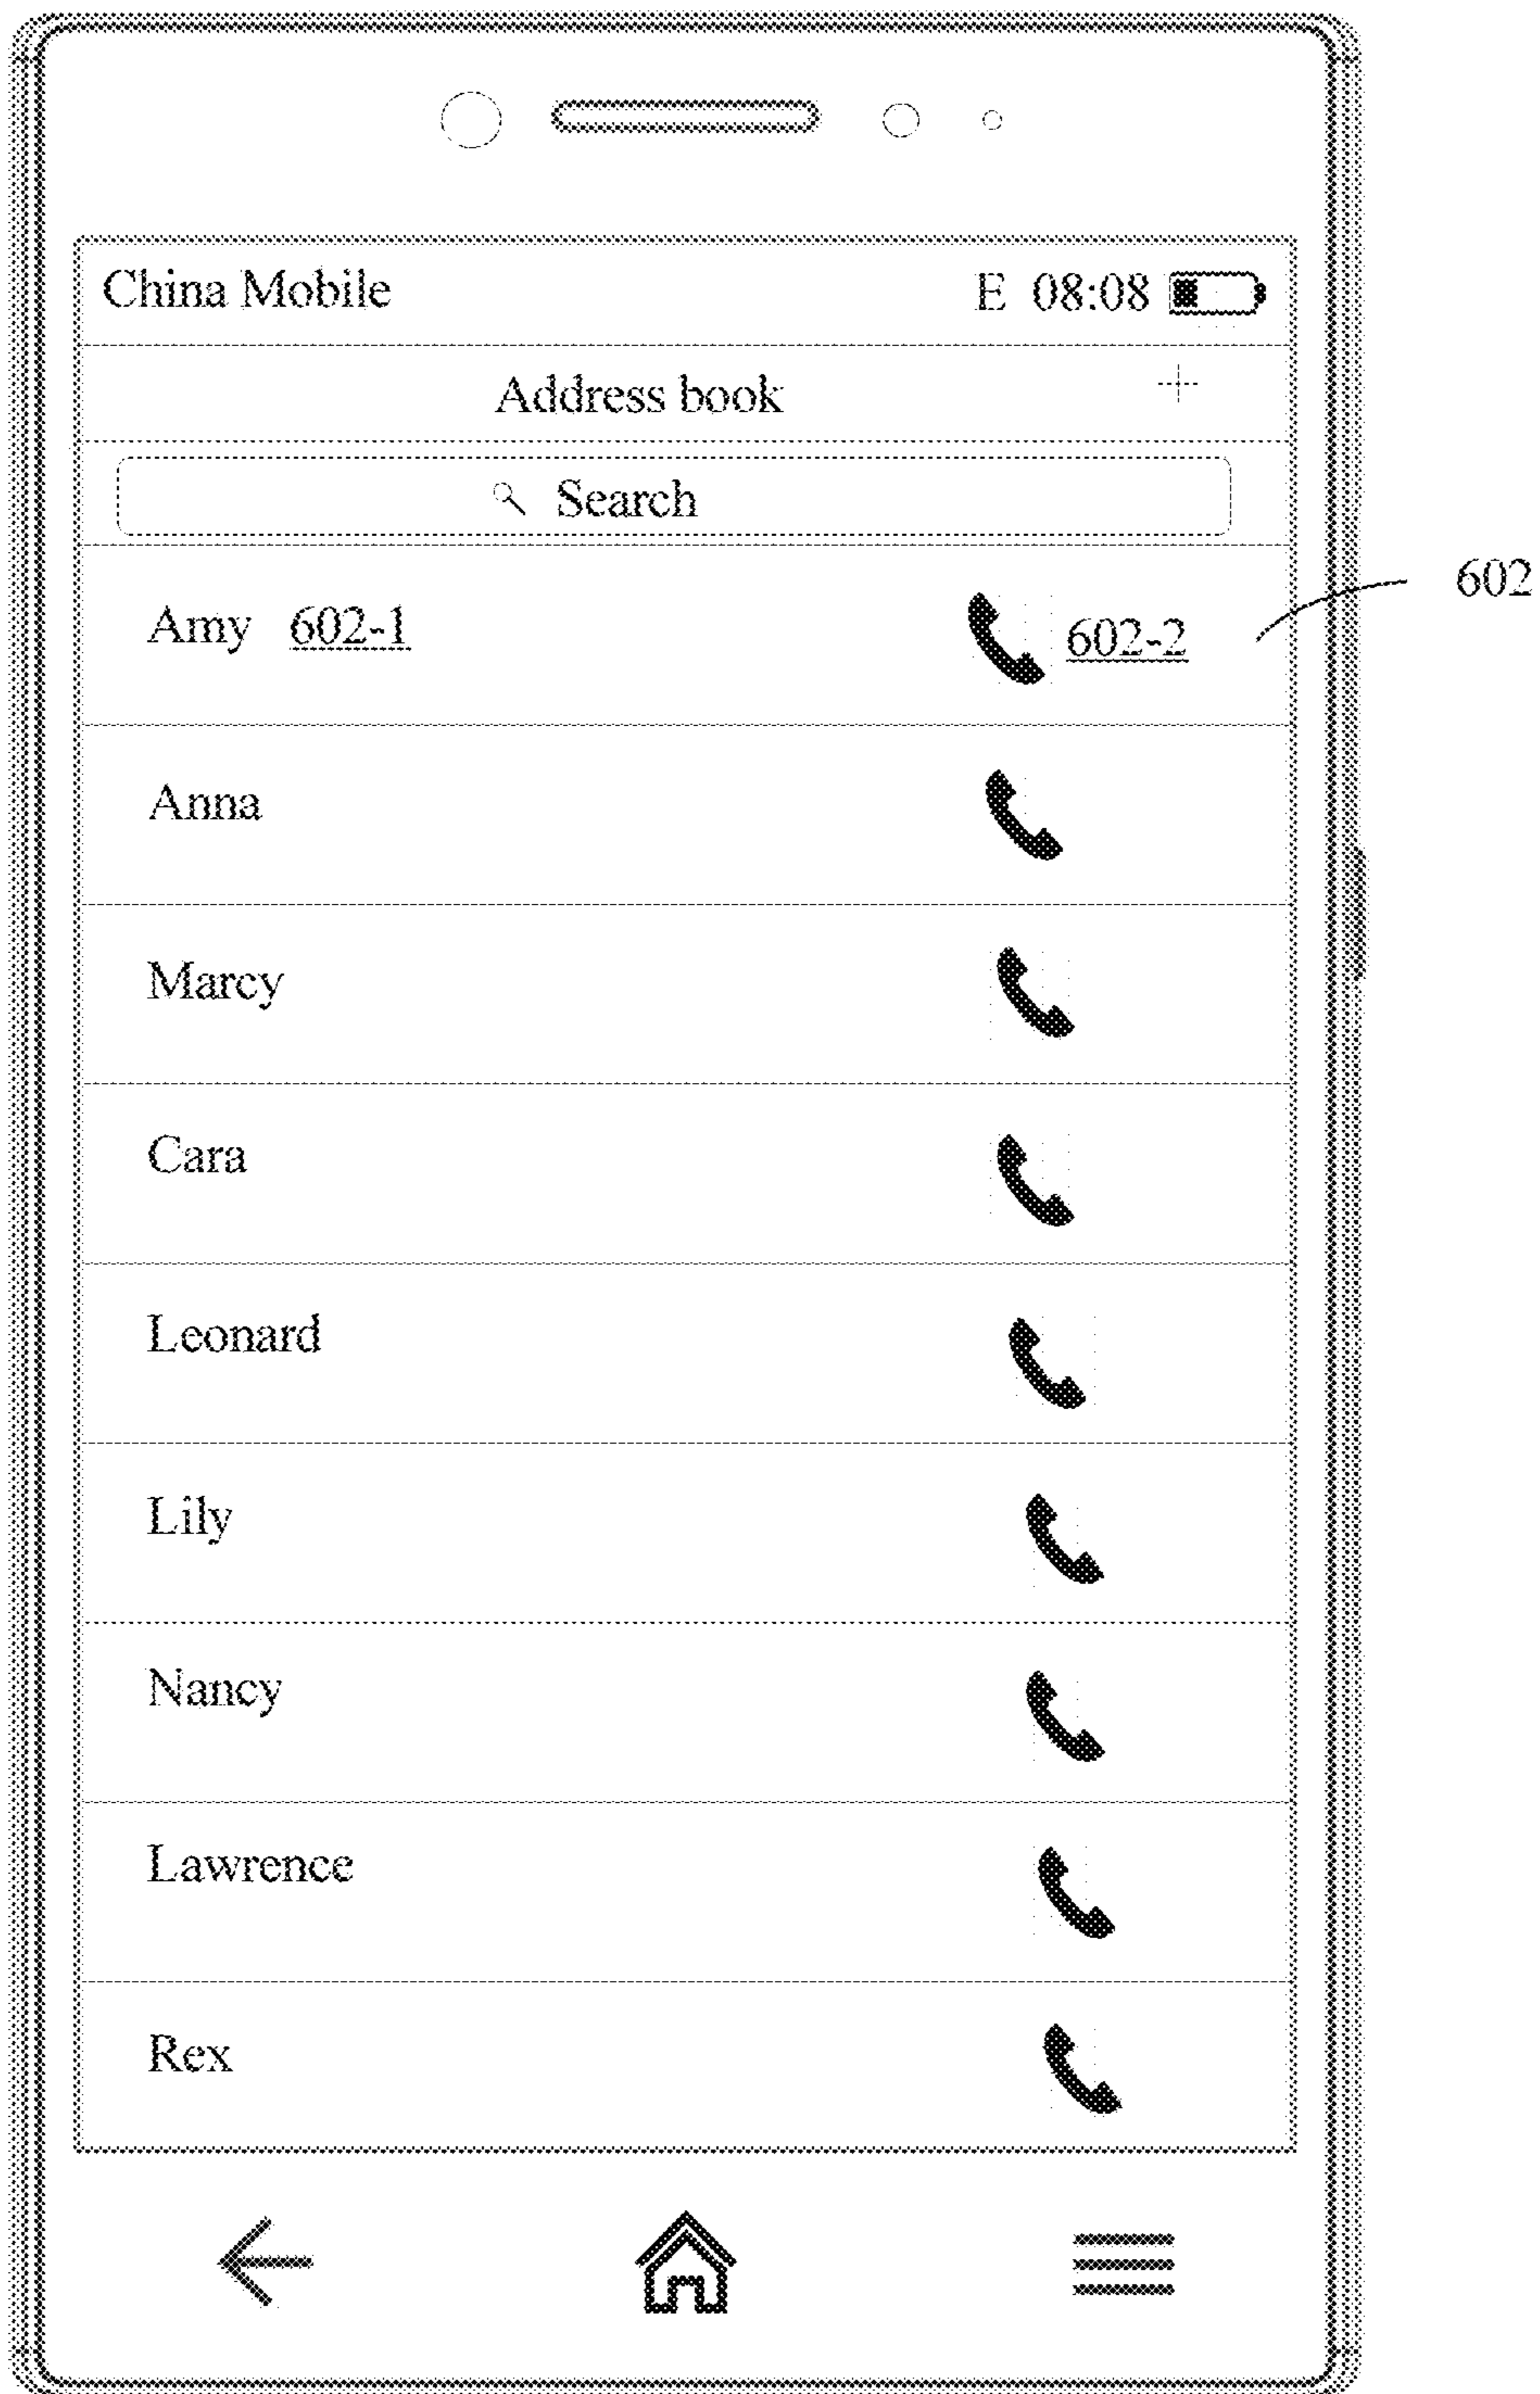 China Mobile E 08:08
Address book
Search
602
Amy 602-1 602-2
Anna
Marcy
Cara
Leonard
Lily
Nancy
Lawrence
Rex